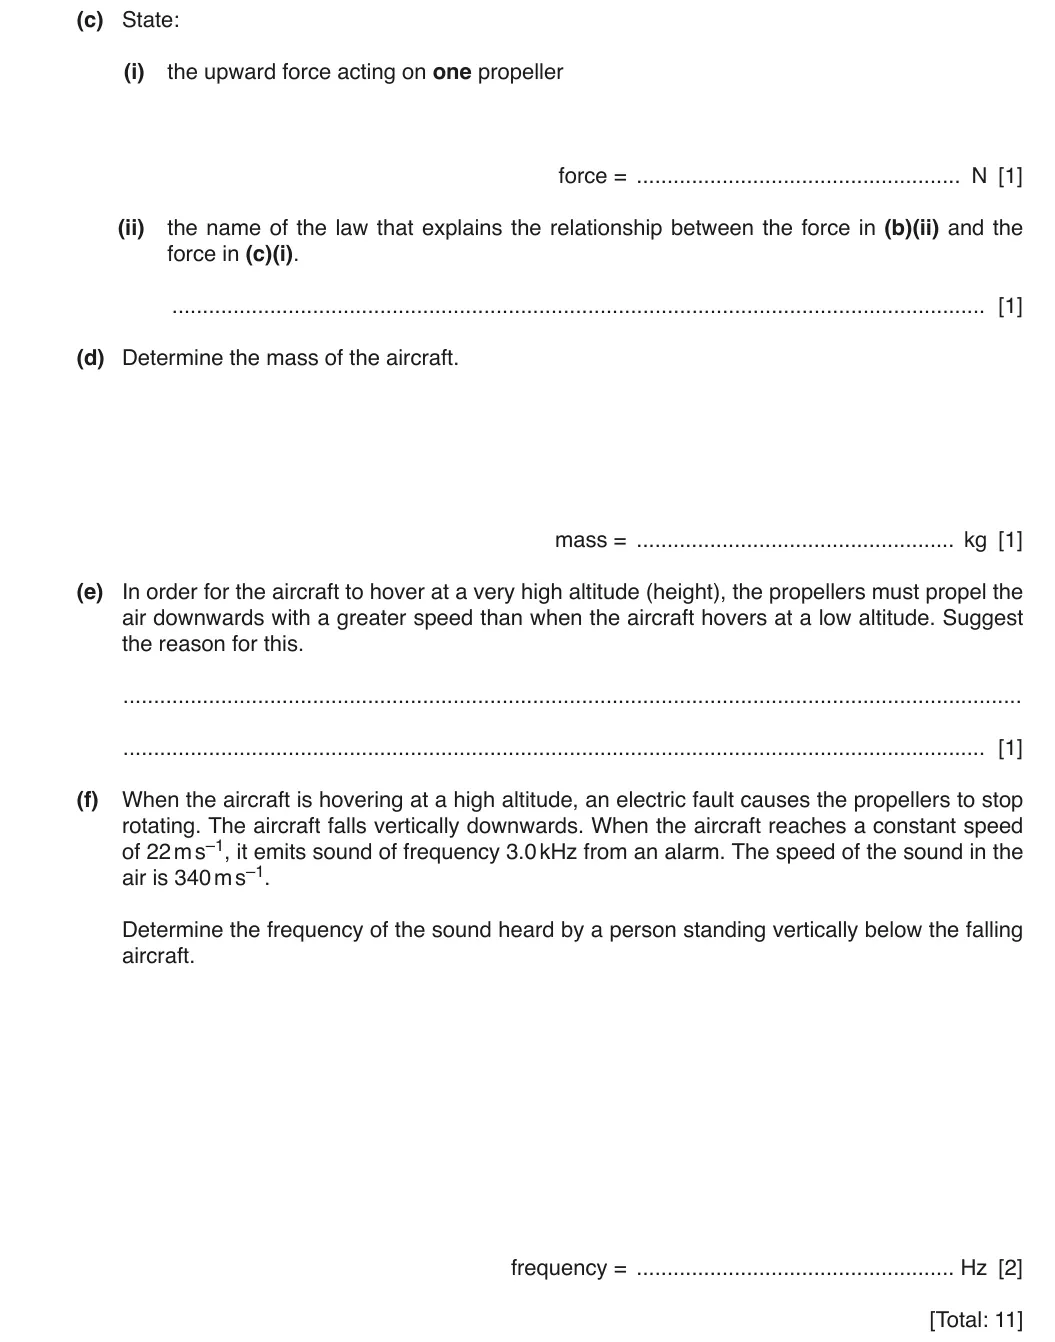 (c) State:
(i) the upward force acting on one propeller
force = ..................................................... N [1]
(ii) the name of the law that explains the relationship between the force in (b)(ii) and the
force in (c)(i).
..................................................................................................................................... [1]
(d) Determine the mass of the aircraft.
mass = .................................................... kg [1]
(e) In order for the aircraft to hover at a very high altitude (height), the propellers must propel the
air downwards with a greater speed than when the aircraft hovers at a low altitude. Suggest
the reason for this.
...................................................................................................................................................
............................................................................................................................................. [1]
(f) When the aircraft is hovering at a high altitude, an electric fault causes the propellers to stop
rotating. The aircraft falls vertically downwards. When the aircraft reaches a constant speed
of 22 m s⁻¹, it emits sound of frequency 3.0 kHz from an alarm. The speed of the sound in the
air is 340 m s⁻¹.
Determine the frequency of the sound heard by a person standing vertically below the falling
aircraft.
frequency = .................................................... Hz [2]
[Total: 11]